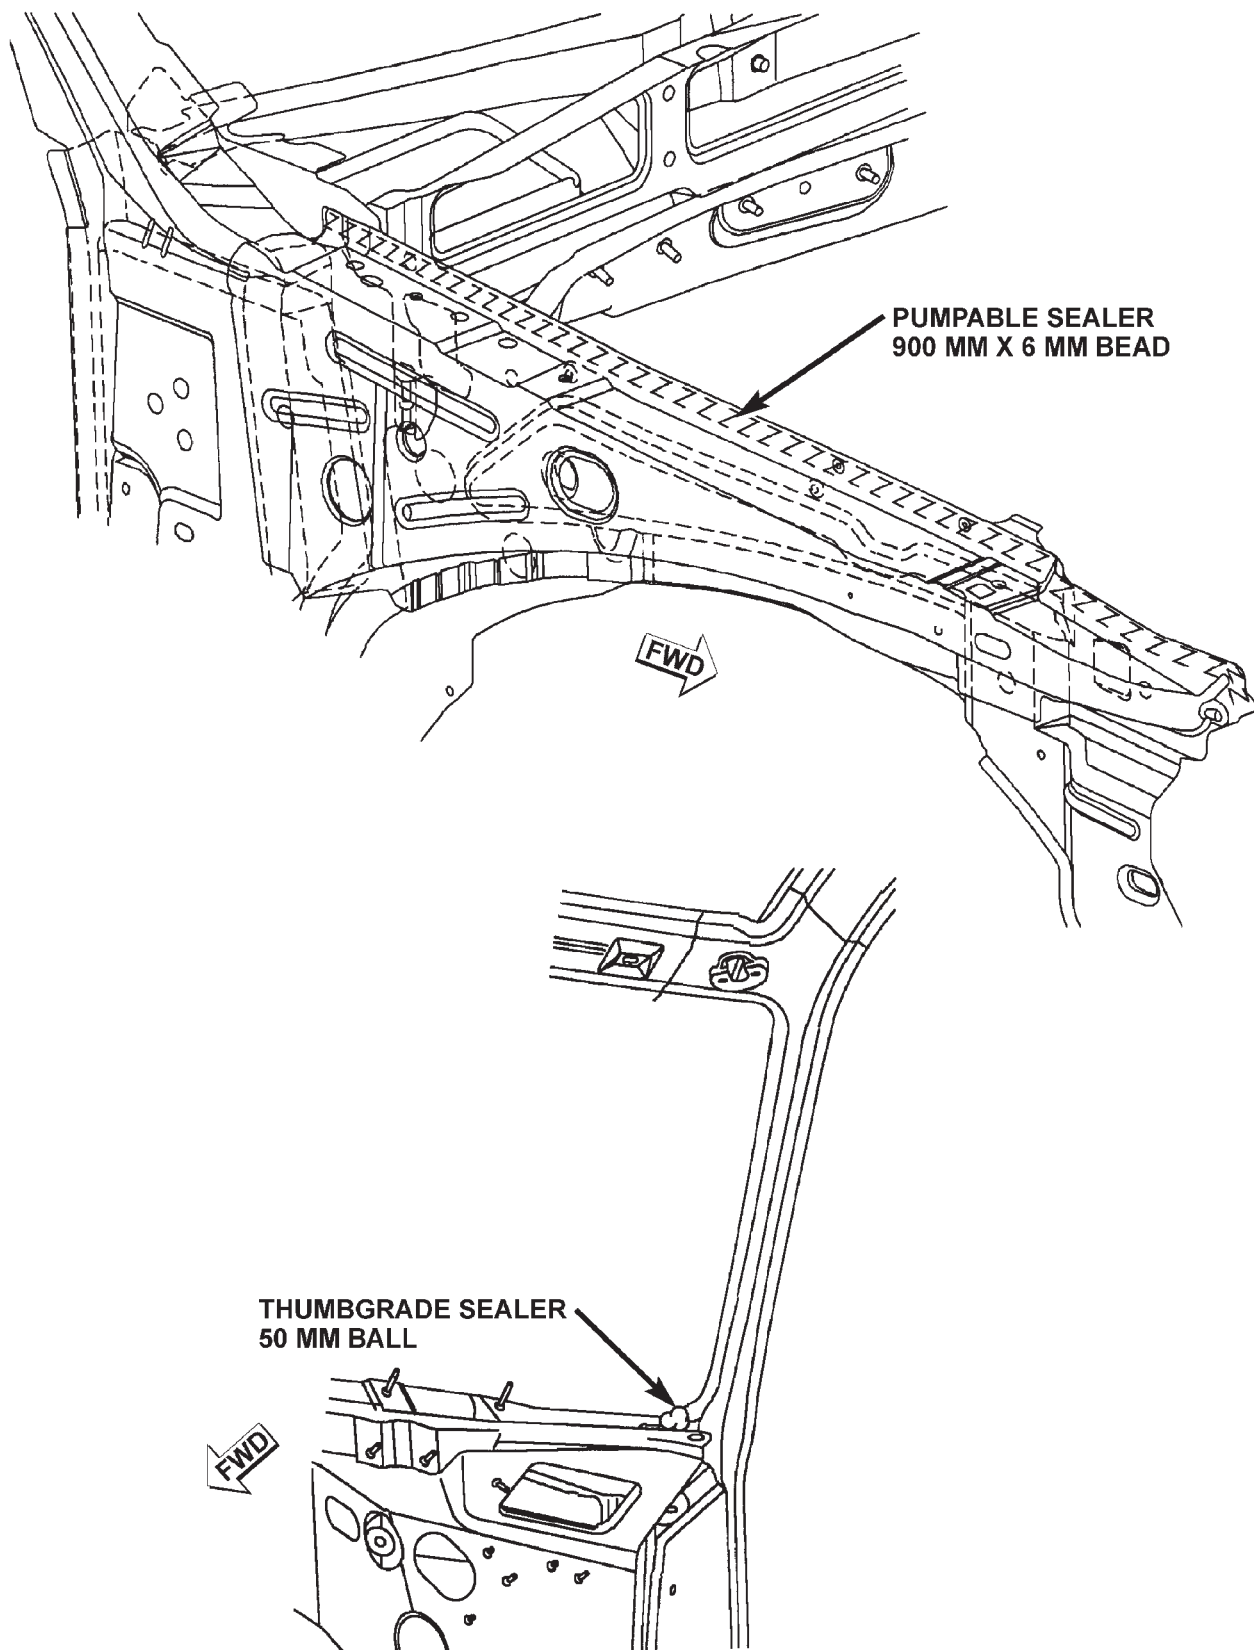 PUMPABLE SEALER
900 MM X 6 MM BEAD
FWD
THUMBGRADE SEALER
50 MM BALL
FWD